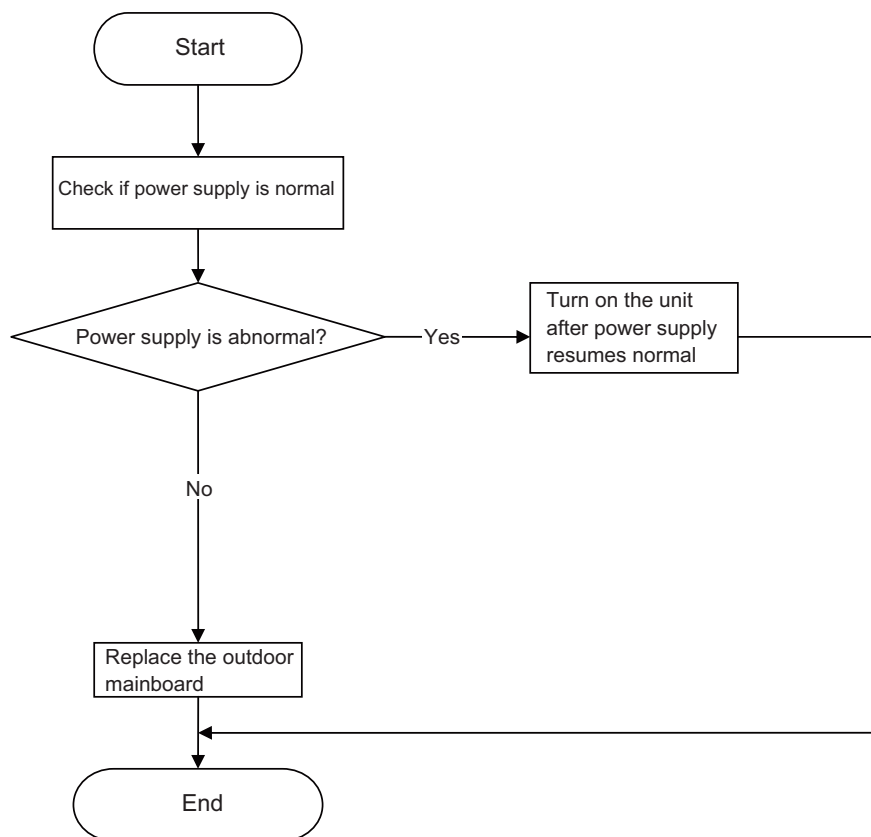 Start
Check if power supply is normal
Power supply is abnormal?
Yes
Turn on the unit
after power supply
resumes normal
No
Replace the outdoor
mainboard
End